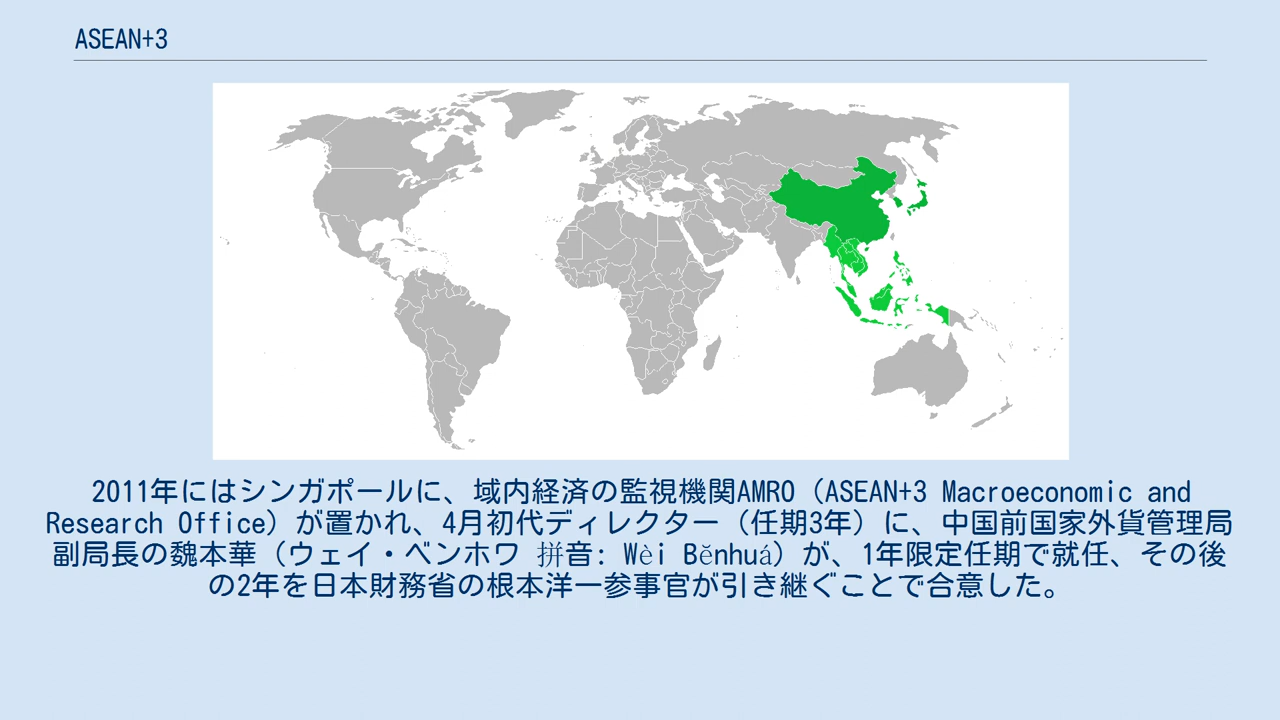 ASEAN+3
2011年にはシンガポールに、域内経済の監視機関AMRO（ASEAN+3 Macroeconomic and
Research Office）が置かれ、4月初代ディレクター（任期3年）に、中国前国家外貨管理局
副局長の魏本華（ウェイ・ベンホワ 拼音: Wèi Běnhuá）が、1年限定任期で就任、その後
の2年を日本財務省の根本洋一参事官が引き継ぐことで合意した。